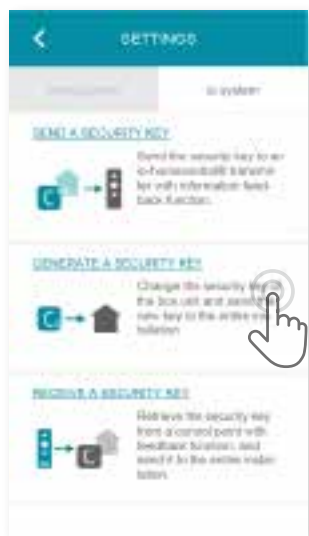 SETTINGS
io system
SEND A SECURITY KEY
Send the security key to an
io-homecontrol® transmit-
ter with information feed-
back function.
GENERATE A SECURITY KEY
Change the security key of
the box unit and send the
new key to the entire
RECEIVE A SECURITY KEY
Retrieve the security key
from a control point with
feedback function, and
send it to the entire instal-
lation.